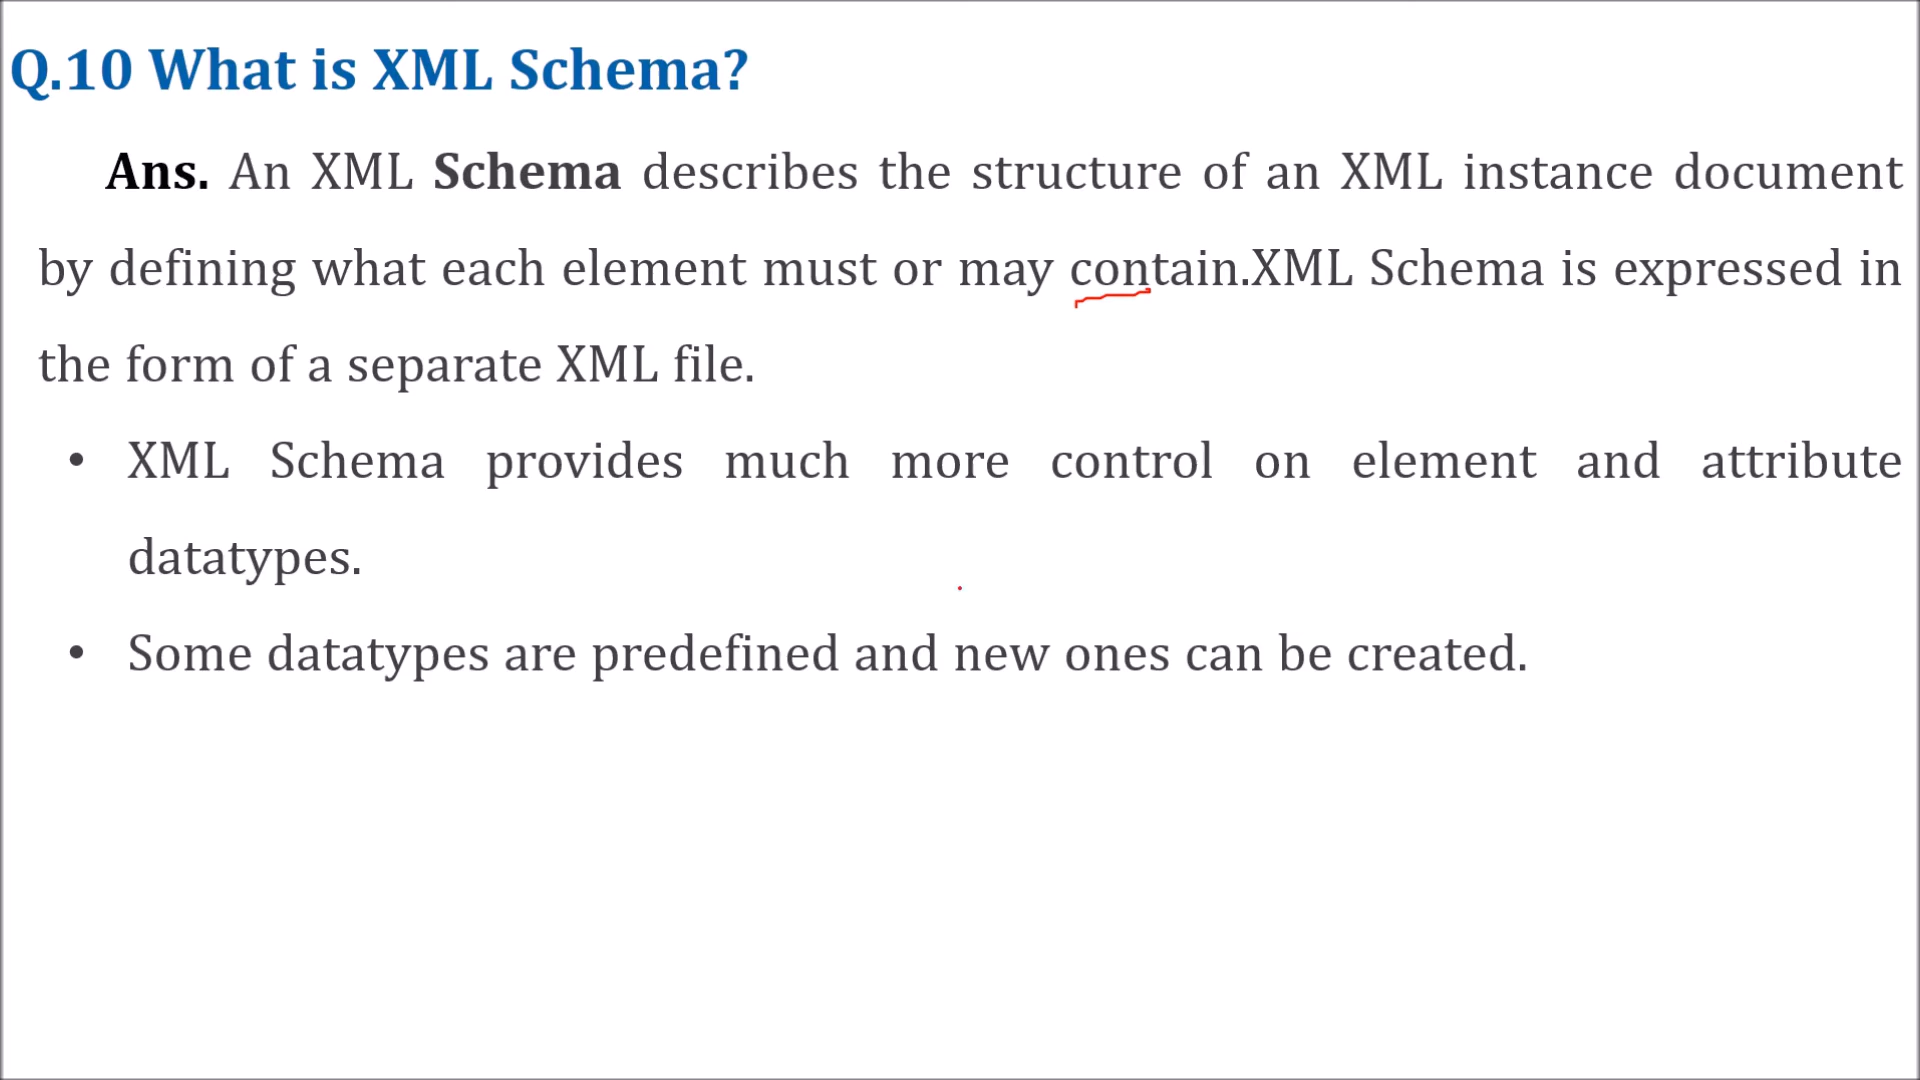 Q.10 What is XML Schema?
Ans. An XML Schema describes the structure of an XML instance document
by defining what each element must or may contain.XML Schema is expressed in
the form of a separate XML file.
• XML Schema provides much more control on element and attribute
datatypes.
• Some datatypes are predefined and new ones can be created.